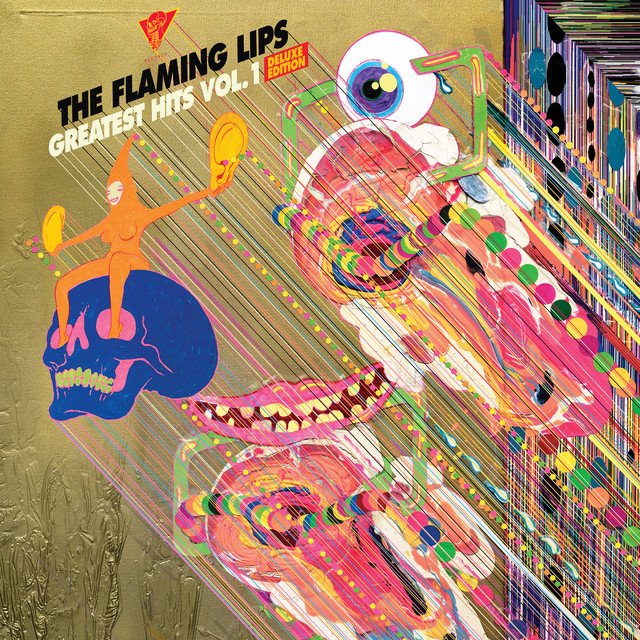 THE FLAMING LIPS
GREATEST HITS VOL. 1
DELUXE
EDITION